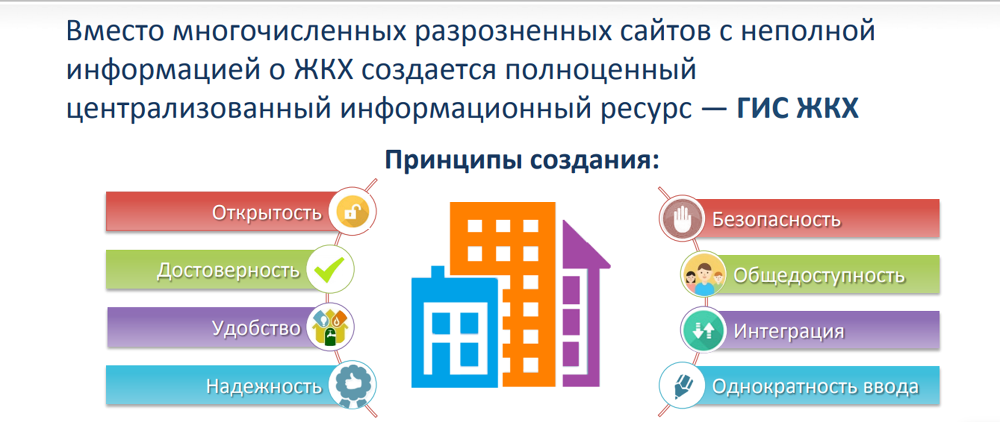 Вместо многочисленных разрозненных сайтов с неполной
информацией о ЖКХ создается полноценный
централизованный информационный ресурс — ГИС ЖКХ
Принципы создания:
Открытость
Достоверность
Удобство
Надежность
Безопасность
Общедоступность
Интеграция
Однократность ввода